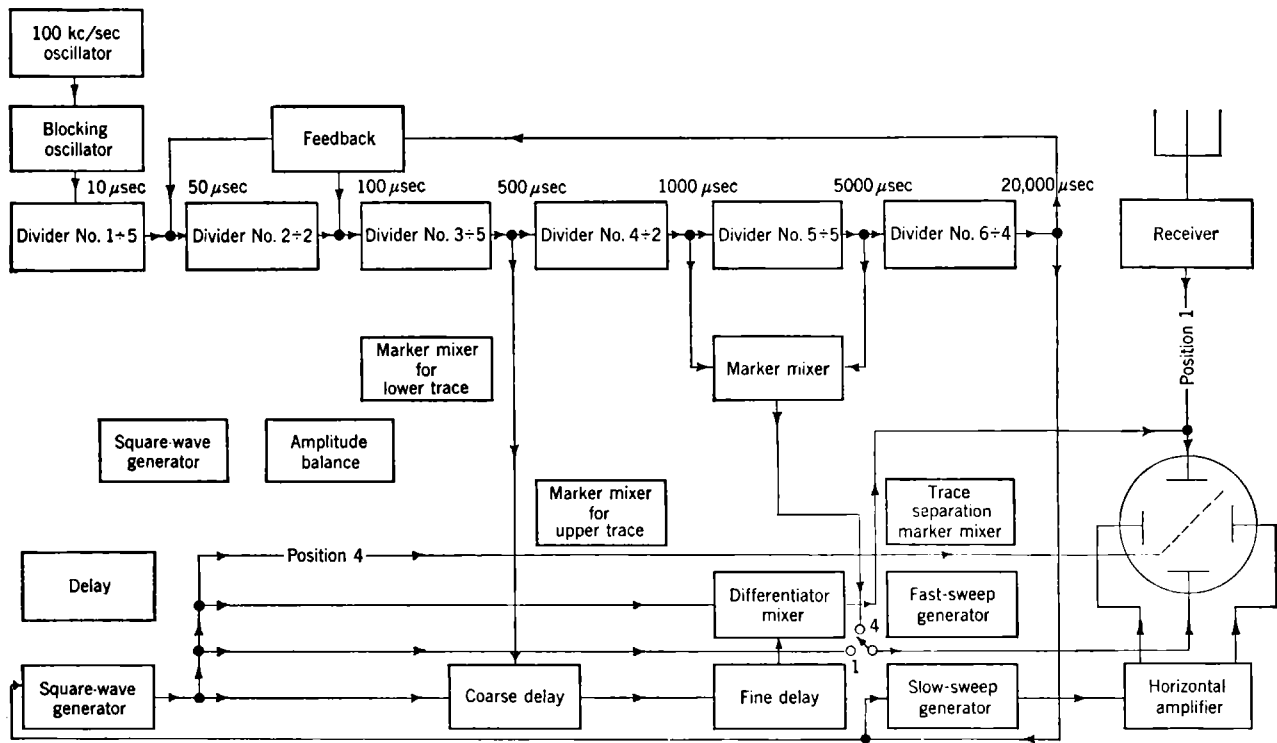 100 kc/sec
oscillator
Blocking
oscillator
Feedback
10 μsec
50 μsec
100 μsec
500 μsec
1000 μsec
5000 μsec
20,000 μsec
Divider No. 1÷5
Divider No. 2÷2
Divider No. 3÷5
Divider No. 4÷2
Divider No. 5÷5
Divider No. 6÷4
Receiver
Position 1
Marker mixer
for
lower trace
Marker mixer
Square-wave
generator
Amplitude
balance
Marker mixer
for
upper trace
Trace
separation
marker mixer
Position 4
Delay
Differentiator
mixer
Fast-sweep
generator
4
1
Square-wave
generator
Coarse delay
Fine delay
Slow-sweep
generator
Horizontal
amplifier